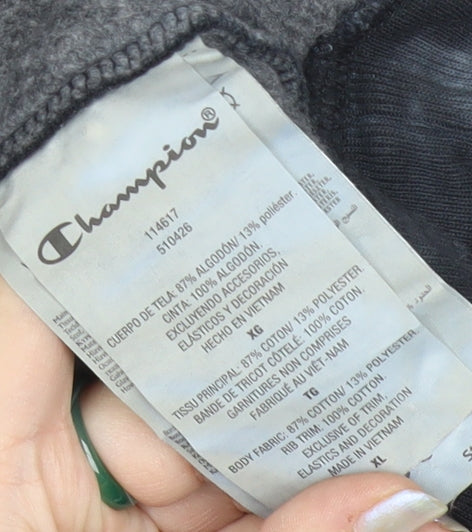 Champion®
114617
510426
CUERPO DE TELA: 87% ALGODÓN/ 13% poliéster.
CINTA: 100% ALGODÓN.
EXCLUYENDO ACCESORIOS,
ELÁSTICOS Y DECORACIÓN
HECHO EN VIETNAM
XG
TISSU PRINCIPAL: 87% COTON/ 13% POLYESTER
BANDE DE TRICOT CÔTELÉ: 100% COTON.
GARNITURES NON COMPRISES
FABRIQUÉ AU VIÊT-NAM
TG
BODY FABRIC: 87% COTTON/ 13% POLYESTER.
RIB TRIM: 100% COTTON.
EXCLUSIVE OF TRIM,
ELASTICS AND DECORATION
MADE IN VIETNAM
XL